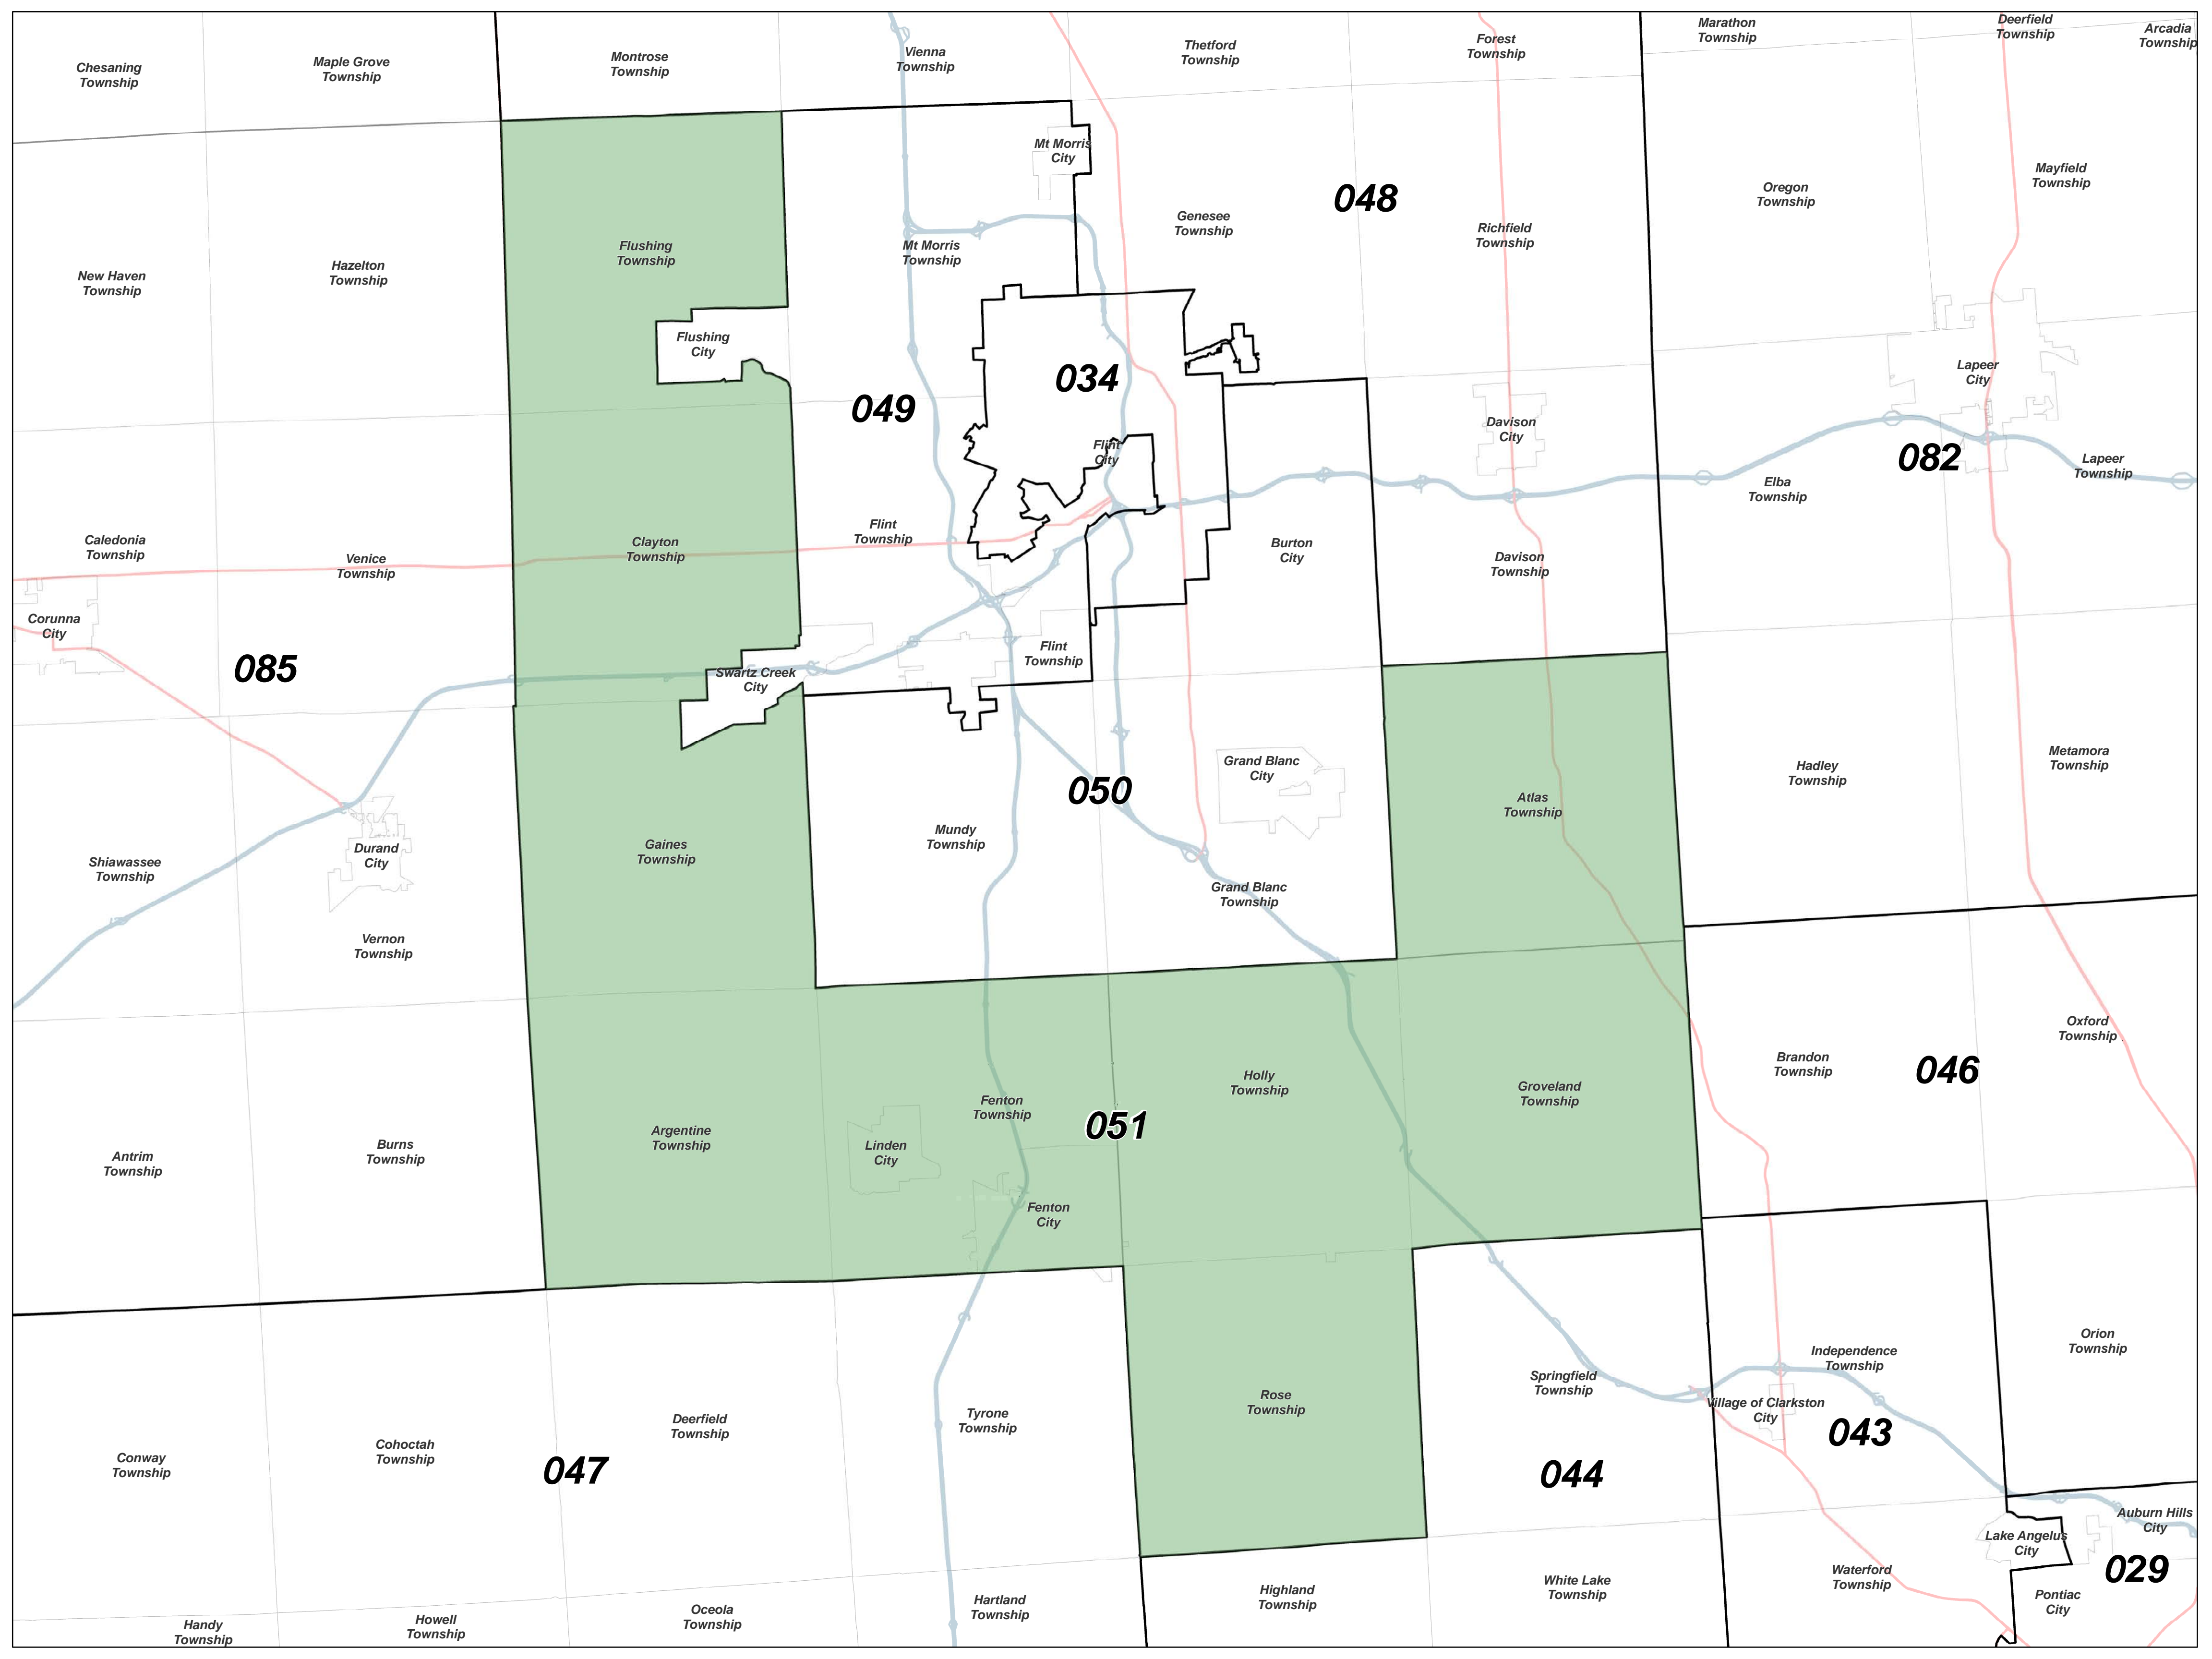 Chesaning
Township
Maple Grove
Township
Montrose
Township
Vienna
Township
Thetford
Township
Forest
Township
Marathon
Township
Deerfield
Township
Arcadia
Township
Mt Morris
City
048
Oregon
Township
Mayfield
Township
New Haven
Township
Hazelton
Township
Flushing
Township
Mt Morris
Township
Genesee
Township
Richfield
Township
Flushing
City
049
034
Flint
City
Davison
City
Lapeer
City
082
Lapeer
Township
Elba
Township
Caledonia
Township
Venice
Township
Clayton
Township
Flint
Township
Burton
City
Davison
Township
Corunna
City
085
Swartz Creek
City
Flint
Township
Shiawassee
Township
Durand
City
Vernon
Township
Gaines
Township
Mundy
Township
050
Grand Blanc
City
Grand Blanc
Township
Atlas
Township
Hadley
Township
Metamora
Township
Antrim
Township
Burns
Township
Argentine
Township
Linden
City
Fenton
Township
Fenton
City
051
Holly
Township
Groveland
Township
Brandon
Township
046
Oxford
Township
Conway
Township
Cohoctah
Township
047
Deerfield
Township
Tyrone
Township
Rose
Township
Springfield
Township
044
Independence
Township
Village of Clarkston
City
043
Orion
Township
Auburn Hills
City
Lake Angelus
City
029
Handy
Township
Howell
Township
Oceola
Township
Hartland
Township
Highland
Township
White Lake
Township
Waterford
Township
Pontiac
City